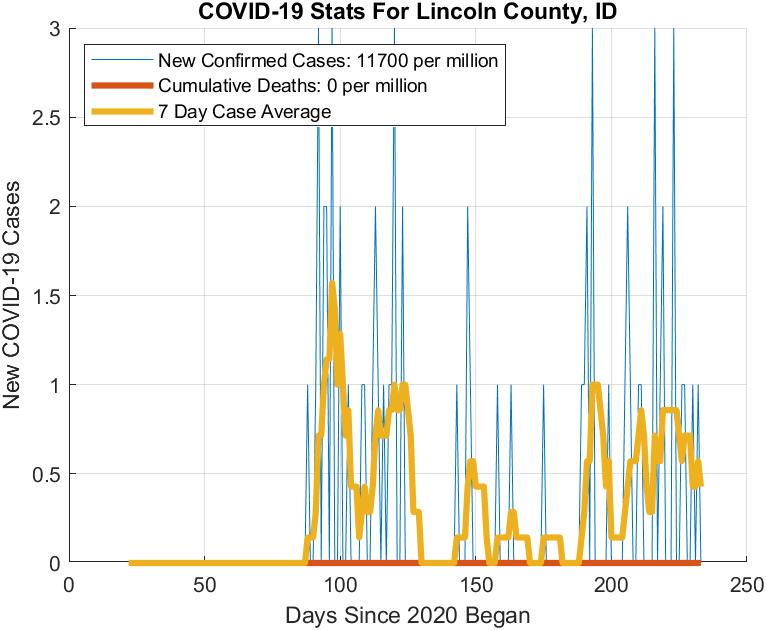 COVID-19 Stats For Lincoln County, ID
New Confirmed Cases: 11700 per million
Cumulative Deaths: 0 per million
7 Day Case Average
New COVID-19 Cases
3
2.5
2
1.5
1
0.5
0
0 50 100 150 200 250
Days Since 2020 Began